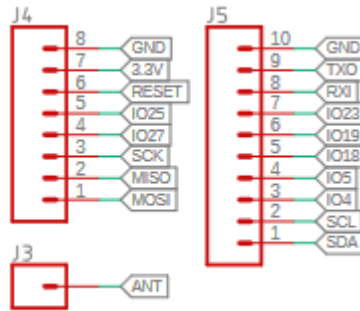 J4
8 GND
7 3.3V
6 RESET
5 IO25
4 IO27
3 SCK
2 MISO
1 MOSI
J3
ANT
J5
10 GND
9 TXO
8 RXI
7 IO23
6 IO19
5 IO18
4 IO5
3 IO4
2 SCL
1 SDA